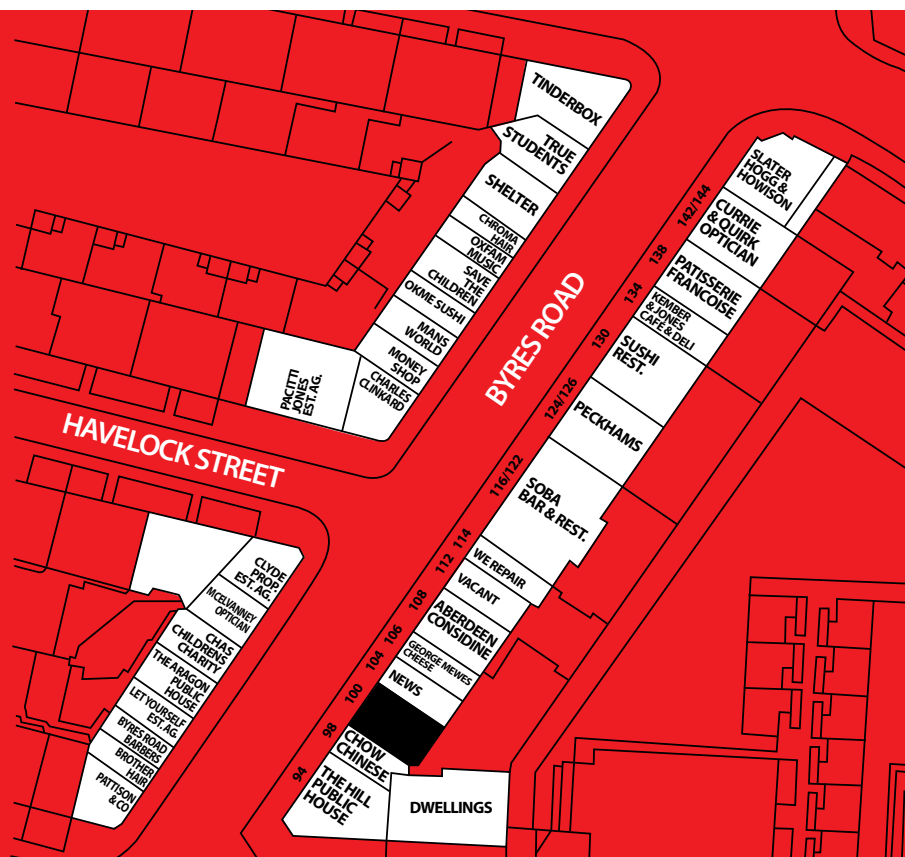 TINDERBOX
TRUE
STUDENTS
SHELTER
CHROMA
HAIR
OXFAM
MUSIC
SAVE
THE
CHILDREN
OKME SUSHI
MANS
WORLD
MONEY
SHOP
CHARLES
CLINKARD
PACITTI
JONES
EST. AG.
HAVELOCK STREET
BYRES ROAD
SLATER
HOGG &
HOWISON
142/144
CURRIE
& QUIRK
OPTICIAN
138
PATISSERIE
FRANCOISE
134
KEMBER
& JONES
CAFE & DELI
130
SUSHI
REST.
124/126
PECKHAMS
116/122
SOBA
BAR & REST.
114
WE REPAIR
112
VACANT
108
ABERDEEN
CONSIDINE
106
GEORGE MEWES
CHEESE
104
NEWS
100
98
CHOW
CHINESE
94
THE HILL
PUBLIC
HOUSE
DWELLINGS
CLYDE
PROP.
EST. AG.
MCELVANNEY
OPTICIAN
CHAS
CHILDRENS
CHARITY
THE ARAGON
PUBLIC
HOUSE
LET YOURSELF
EST. AG.
BYRES ROAD
BARBERS
BROTHER
HAIR
PATTISON
& CO